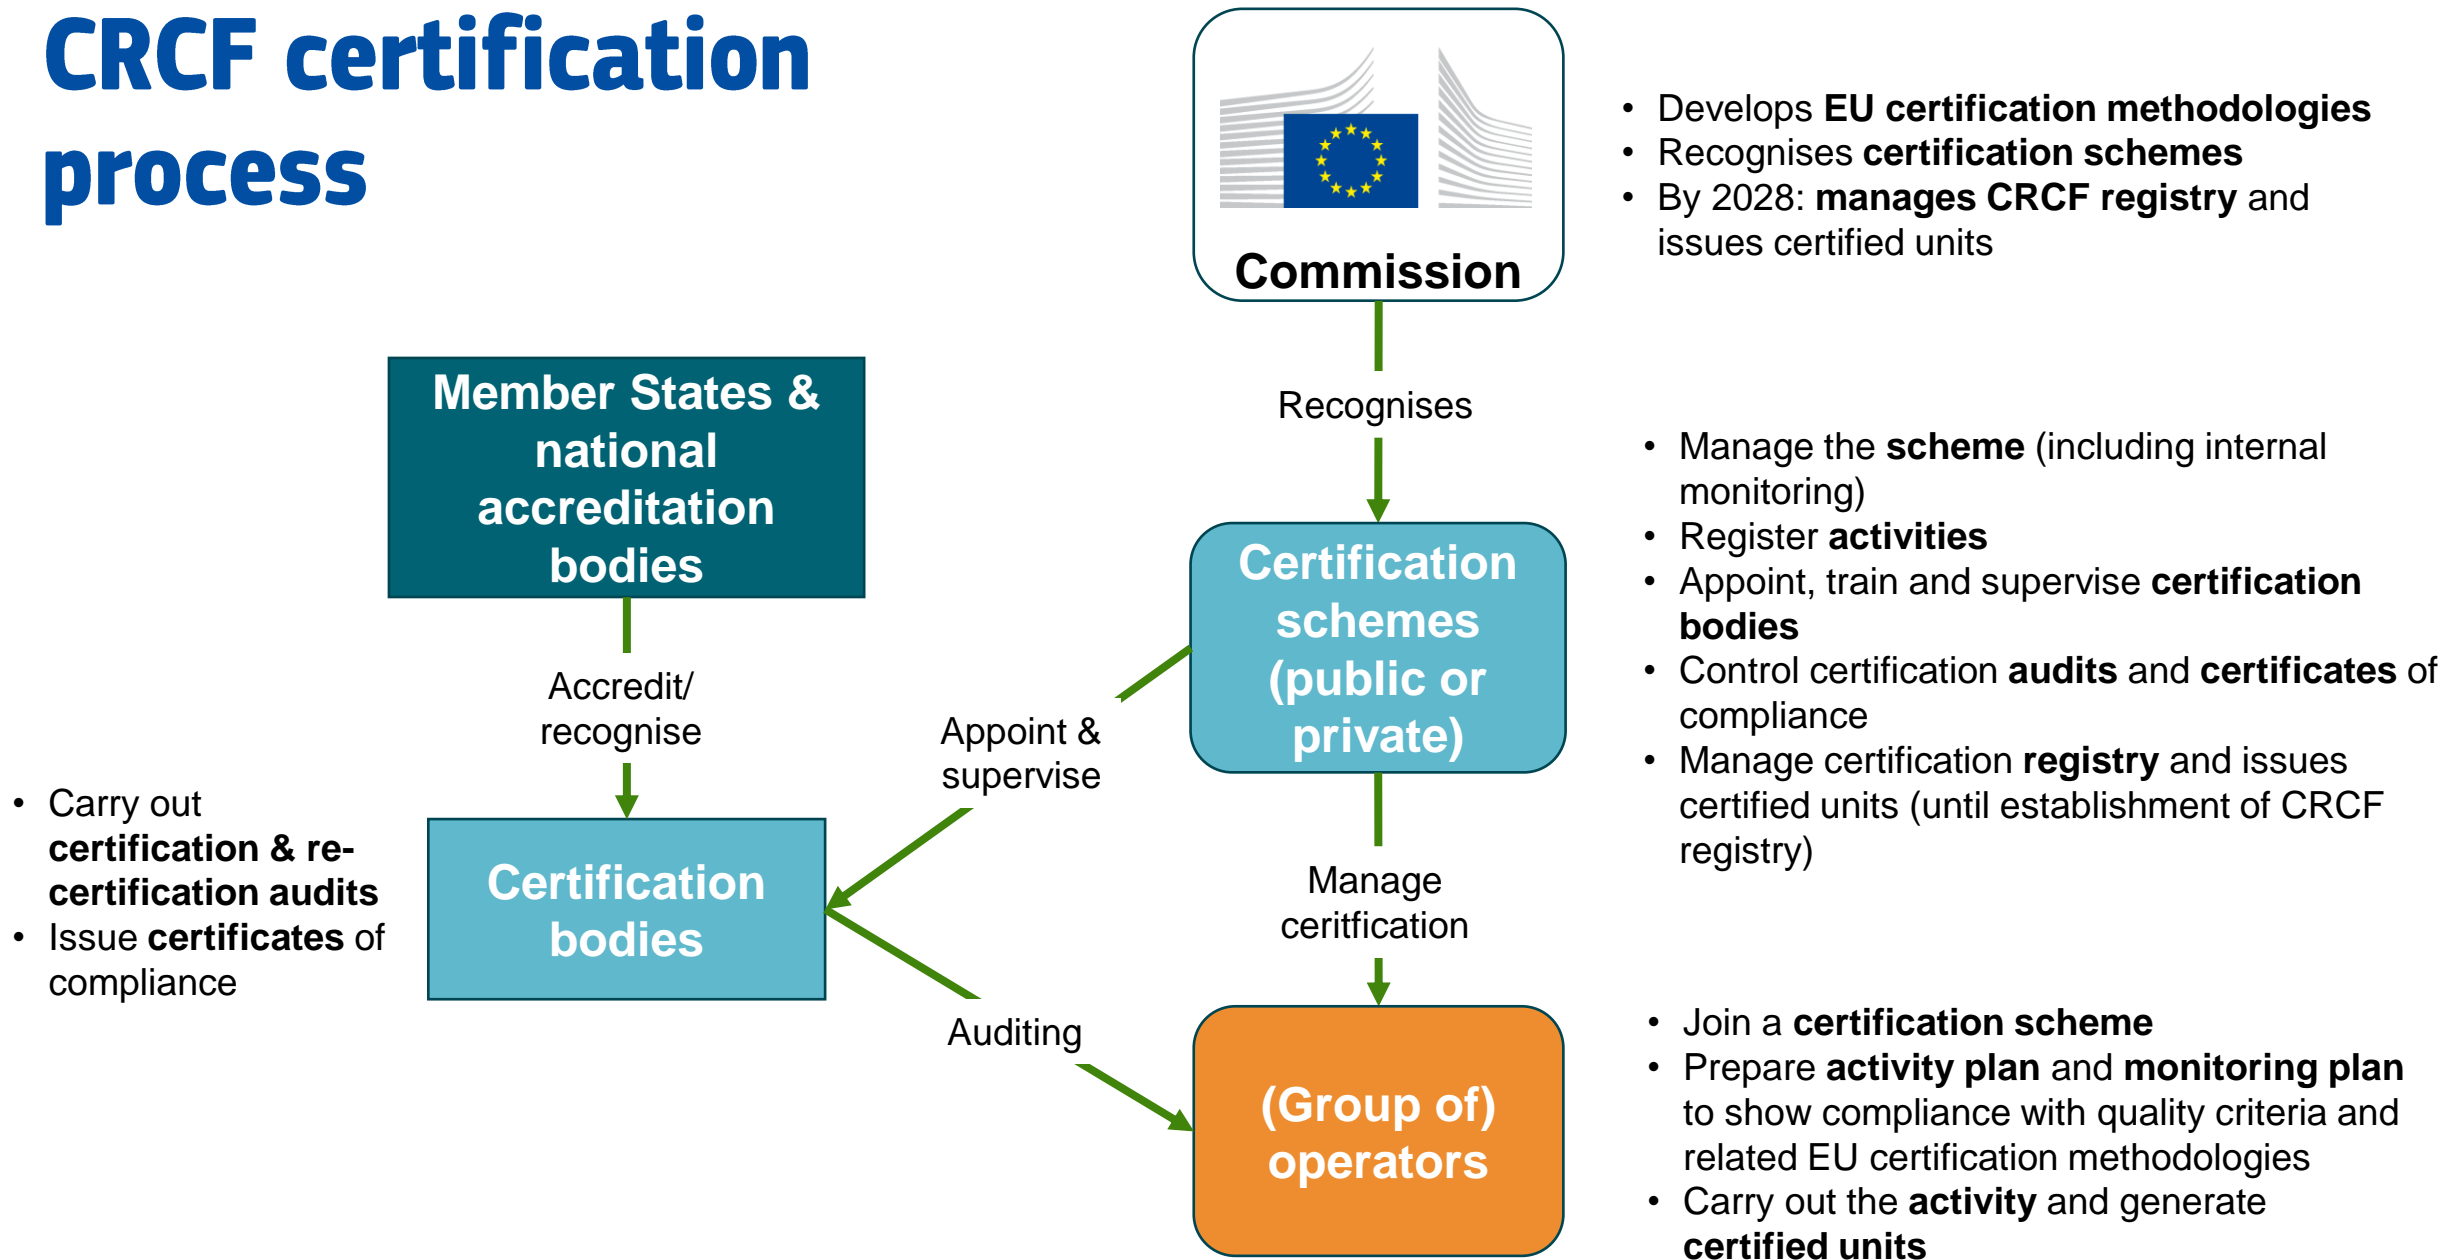 CRCF certification
process
Commission
• Develops EU certification methodologies
• Recognises certification schemes
• By 2028: manages CRCF registry and
issues certified units
Recognises
Member States &
national
accreditation
bodies
Accredit/
recognise
Certification
schemes
(public or
private)
• Manage the scheme (including internal
monitoring)
• Register activities
• Appoint, train and supervise certification
bodies
• Control certification audits and certificates of
compliance
• Manage certification registry and issues
certified units (until establishment of CRCF
registry)
Appoint &
supervise
• Carry out
certification & re-
certification audits
• Issue certificates of
compliance
Certification
bodies
Manage
ceritfication
Auditing
(Group of)
operators
• Join a certification scheme
• Prepare activity plan and monitoring plan
to show compliance with quality criteria and
related EU certification methodologies
• Carry out the activity and generate
certified units